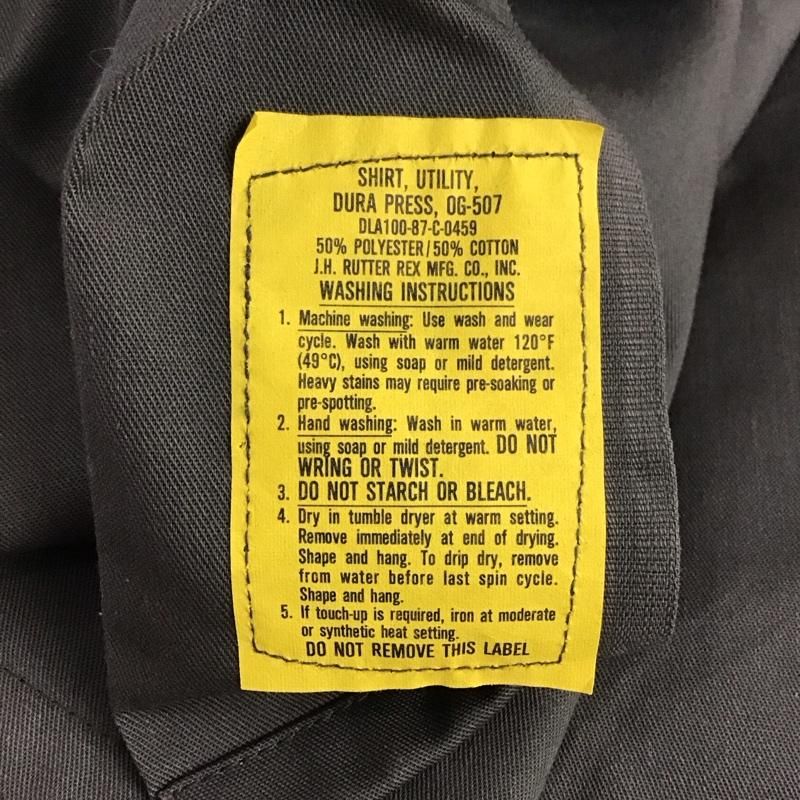 SHIRT, UTILITY,
DURA PRESS, OG-507
DLA100-87-C-0459
50% POLYESTER/50% COTTON
J.H. RUTTER REX MFG. CO., INC.
WASHING INSTRUCTIONS
1. Machine washing: Use wash and wear
cycle. Wash with warm water 120°F
(49°C), using soap or mild detergent.
Heavy stains may require pre-soaking or
pre-spotting.
2. Hand washing: Wash in warm water,
using soap or mild detergent. DO NOT
WRING OR TWIST.
3. DO NOT STARCH OR BLEACH.
4. Dry in tumble dryer at warm setting.
Remove immediately at end of drying.
Shape and hang. To drip dry, remove
from water before last spin cycle.
Shape and hang.
5. If touch-up is required, iron at moderate
or synthetic heat setting.
DO NOT REMOVE THIS LABEL